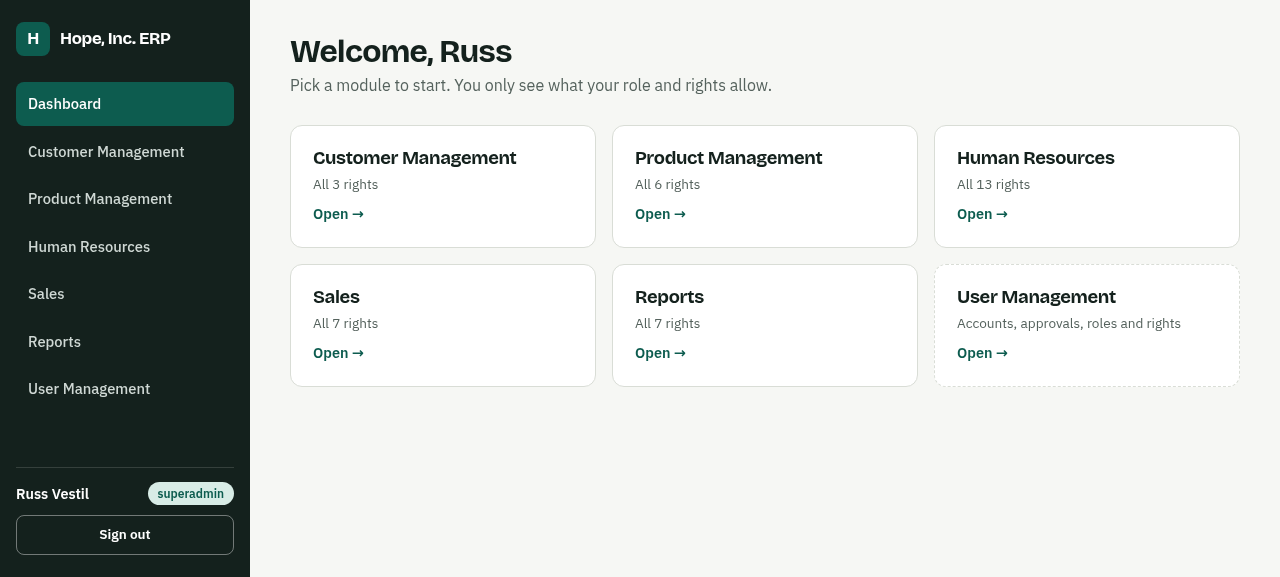 H
Hope, Inc. ERP
Dashboard
Customer Management
Product Management
Human Resources
Sales
Reports
User Management
Russ Vestil
superadmin
Sign out
Welcome, Russ
Pick a module to start. You only see what your role and rights allow.
Customer Management
All 3 rights
Open →
Product Management
All 6 rights
Open →
Human Resources
All 13 rights
Open →
Sales
All 7 rights
Open →
Reports
All 7 rights
Open →
User Management
Accounts, approvals, roles and rights
Open →